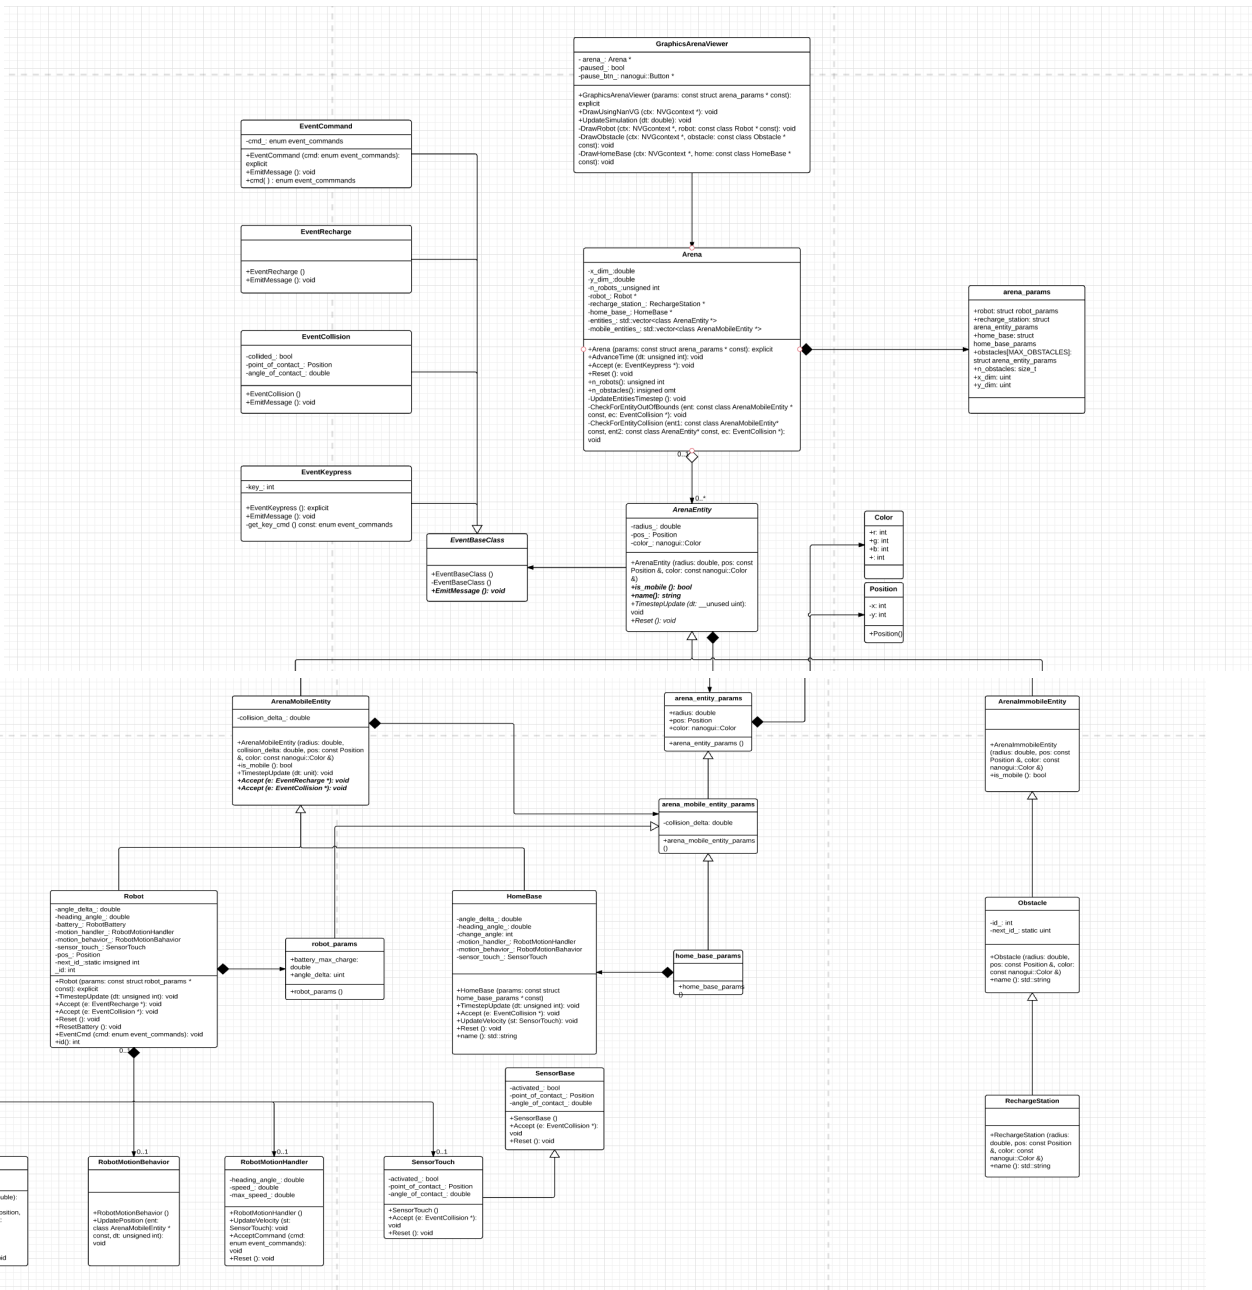 GraphicsArenaViewer
- arena_: Arena *
-paused_: bool
-pause_btn_: nanogui::Button *
+GraphicsArenaViewer (params: const struct arena_params * const):
explicit
+DrawUsingNanVG (ctx: NVGcontext *): void
+UpdateSimulation (dt: double): void
-DrawRobot (ctx: NVGcontext *, robot: const class Robot * const): void
-DrawObstacle (ctx: NVGcontext *, obstacle: const class Obstacle *
const): void
-DrawHomeBase (ctx: NVGcontext *, home: const class HomeBase *
const): void
EventCommand
-cmd_: enum event_commands
+EventCommand (cmd: enum event_commands):
explicit
+EmitMessage (): void
+cmd( ) : enum event_commmands
EventRecharge
+EventRecharge ()
+EmitMessage (): void
EventCollision
-collided_: bool
-point_of_contact_: Position
-angle_of_contact_: double
+EventCollision ()
+EmitMessage (): void
EventKeypress
-key_: int
+EventKeypress (): explicit
+EmitMessage (): void
-get_key_cmd () const: enum event_commands
EventBaseClass
+EventBaseClass ()
-EventBaseClass ()
+EmitMessage (): void
Arena
-x_dim_:double
-y_dim_:double
-n_robots_:unsigned int
-robot_: Robot *
-recharge_station_: RechargeStation *
-home_base_: HomeBase *
-entities_: std::vector<class ArenaEntity *>
-mobile_entities_: std::vector<class ArenaMobileEntity *>
+Arena (params: const struct arena_params * const): explicit
+AdvanceTime (dt: unsigned int): void
+Accept (e: EventKeypress *): void
+Reset (): void
+n_robots(): unsigned int
+n_obstacles(): insigned omt
-UpdateEntitiesTimestep (): void
-CheckForEntityOutOfBounds (ent: const class ArenaMobileEntity *
const, ec: EventCollision *): void
-CheckForEntityCollision (ent1: const class ArenaMobileEntity*
const, ent2: const class ArenaEntity* const, ec: EventCollision *):
void
arena_params
+robot: struct robot_params
+recharge_station: struct
arena_entity_params
+home_base: struct
home_base_params
+obstacles[MAX_OBSTACLES]:
struct arena_entity_params
+n_obstacles: size_t
+x_dim: uint
+y_dim: uint
0..*
ArenaEntity
-radius_: double
-pos_: Position
-color_: nanogui::Color
+ArenaEntity (radius: double, pos: const
Position &, color: const nanogui::Color
&)
+is_mobile (): bool
+name(): string
+TimestepUpdate (dt: __unused uint):
void
+Reset (): void
Color
+r: int
+g: int
+b: int
+: int
Position
-x: int
-y: int
+Position()
ArenaMobileEntity
-collision_delta_: double
+ArenaMobileEntity (radius: double,
collision_delta: double, pos: const Position
&, color: const nanogui::Color &)
+is_mobile (): bool
+TimestepUpdate (dt: unit): void
+Accept (e: EventRecharge *): void
+Accept (e: EventCollision *): void
arena_entity_params
+radius: double
+pos: Position
+color: nanogui::Color
+arena_entity_params ()
ArenaImmobileEntity
+ArenaImmobileEntity
(radius: double, pos: const
Position &, color: const
nanogui::Color &)
+is_mobile (): bool
arena_mobile_entity_params
-collision_delta: double
+arena_mobile_entity_params
()
Robot
-angle_delta_: double
-heading_angle_: double
-battery_: RobotBattery
-motion_handler_: RobotMotionHandler
-motion_behavior_: RobotMotionBahavior
-sensor_touch_: SensorTouch
-pos_: Position
-next_id_:static imsigned int
_id: int
+Robot (params: const struct robot_params *
const): explicit
+TimestepUpdate (dt: unsigned int): void
+Accept (e: EventRecharge *): void
+Accept (e: EventCollision *): void
+Reset (): void
+ResetBattery (): void
+EventCmd (cmd: enum event_commands): void
+id(): int
robot_params
+battery_max_charge:
double
+angle_delta: uint
+robot_params ()
HomeBase
-angle_delta_: double
-heading_angle_: double
-change_angle: int
-motion_handler_: RobotMotionHandler
-motion_behavior_: RobotMotionBahavior
-sensor_touch_: SensorTouch
+HomeBase (params: const struct
home_base_params * const)
+TimestepUpdate (dt: unsigned int): void
+Accept (e: EventCollision *): void
+UpdateVelocity (st: SensorTouch): void
+Reset (): void
+name (): std::string
home_base_params
+home_base_params
()
Obstacle
-id_: int
-next_id_: static uint
+Obstacle (radius: double,
pos: const Position &, color:
const nanogui::Color &)
+name (): std::string
SensorBase
-activated_: bool
-point_of_contact_: Position
-angle_of_contact_: double
+SensorBase ()
+Accept (e: EventCollision *):
void
+Reset (): void
RechargeStation
+RechargeStation (radius:
double, pos: const Position
&, color: const
nanogui::Color &)
+name (): std::string
0..1
RobotMotionBehavior
+RobotMotionBehavior ()
+UpdatePosition (ent:
class ArenaMobileEntity *
const, dt: unsigned int):
void
0..1
RobotMotionHandler
-heading_angle_: double
-speed_: double
-max_speed_: double
+RobotMotionHandler ()
+UpdateVelocity (st:
SensorTouch): void
+AcceptCommand (cmd:
enum event_commands):
void
+Reset (): void
0..1
SensorTouch
-activated_: bool
-point_of_contact_: Position
-angle_of_contact_: double
+SensorTouch ()
+Accept (e: EventCollision *):
void
+Reset (): void